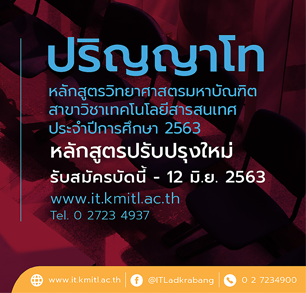 ปริญญาโท
หลักสูตรวิทยาศาสตรมหาบัณฑิต
สาขาวิชาเทคโนโลยีสารสนเทศ
ประจำปีการศึกษา 2563
หลักสูตรปรับปรุงใหม่
รับสมัครบัดนี้ - 12 มิ.ย. 2563
www.it.kmitl.ac.th
Tel. 0 2723 4937
www.it.kmitl.ac.th @ITLadkrabang 0 2 7234900